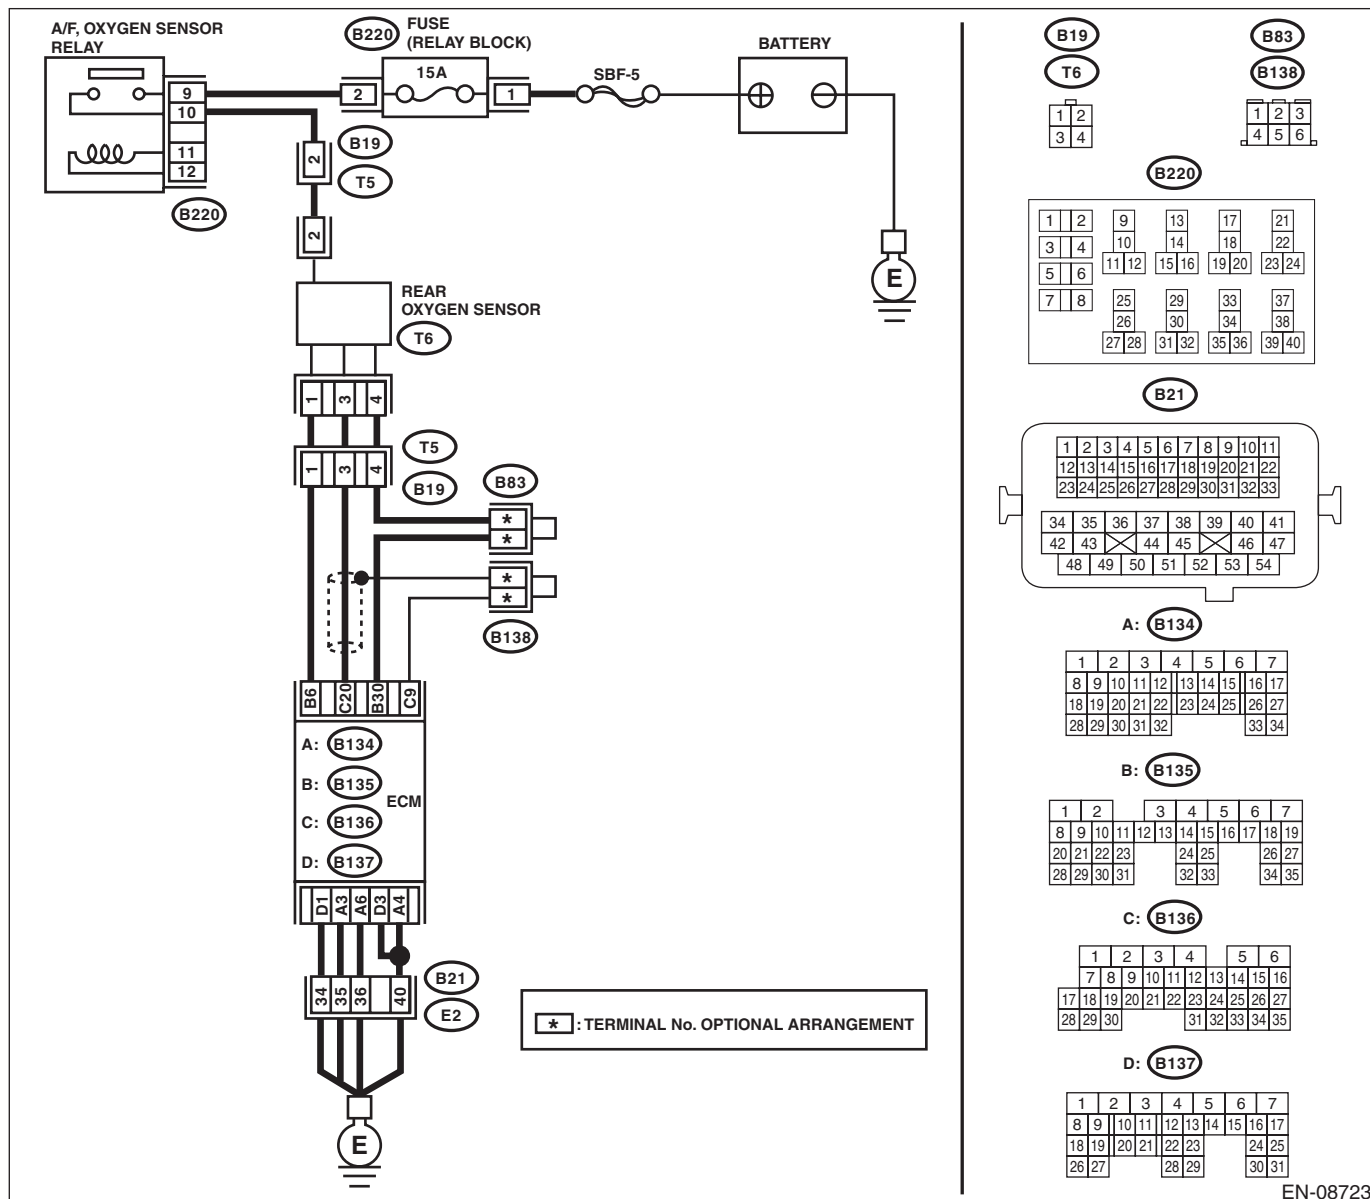 A/F, OXYGEN SENSOR
RELAY
B220
FUSE
(RELAY BLOCK)
BATTERY
15A
SBF-5
9
10
11
12
2
1
B220
2
B19
T5
2
E
REAR
OXYGEN SENSOR
T6
1 3 4
T5
1 3 4
B19
B83
*
*
*
*
B138
B6 C20 B30 C9
A: B134
B: B135
ECM
C: B136
D: B137
D1 A3 A6 D3 A4
34 35 36 40
B21
E2
* : TERMINAL No. OPTIONAL ARRANGEMENT
E
B19
T6
1 2
3 4
B83
B138
1 2 3
4 5 6
B220
1 2 9 13 17 21
3 4 10 14 18 22
5 6 11 12 15 16 19 20 23 24
7 8 25 29 33 37
26 30 34 38
27 28 31 32 35 36 39 40
B21
1 2 3 4 5 6 7 8 9 10 11
12 13 14 15 16 17 18 19 20 21 22
23 24 25 26 27 28 29 30 31 32 33
34 35 36 37 38 39 40 41
42 43 44 45 46 47
48 49 50 51 52 53 54
A: B134
1 2 3 4 5 6 7
8 9 10 11 12 13 14 15 16 17
18 19 20 21 22 23 24 25 26 27
28 29 30 31 32 33 34
B: B135
1 2 3 4 5 6 7
8 9 10 11 12 13 14 15 16 17 18 19
20 21 22 23 24 25 26 27
28 29 30 31 32 33 34 35
C: B136
1 2 3 4 5 6
7 8 9 10 11 12 13 14 15 16
17 18 19 20 21 22 23 24 25 26 27
28 29 30 31 32 33 34 35
D: B137
1 2 3 4 5 6 7
8 9 10 11 12 13 14 15 16 17
18 19 20 21 22 23 24 25
26 27 28 29 30 31
EN-08723